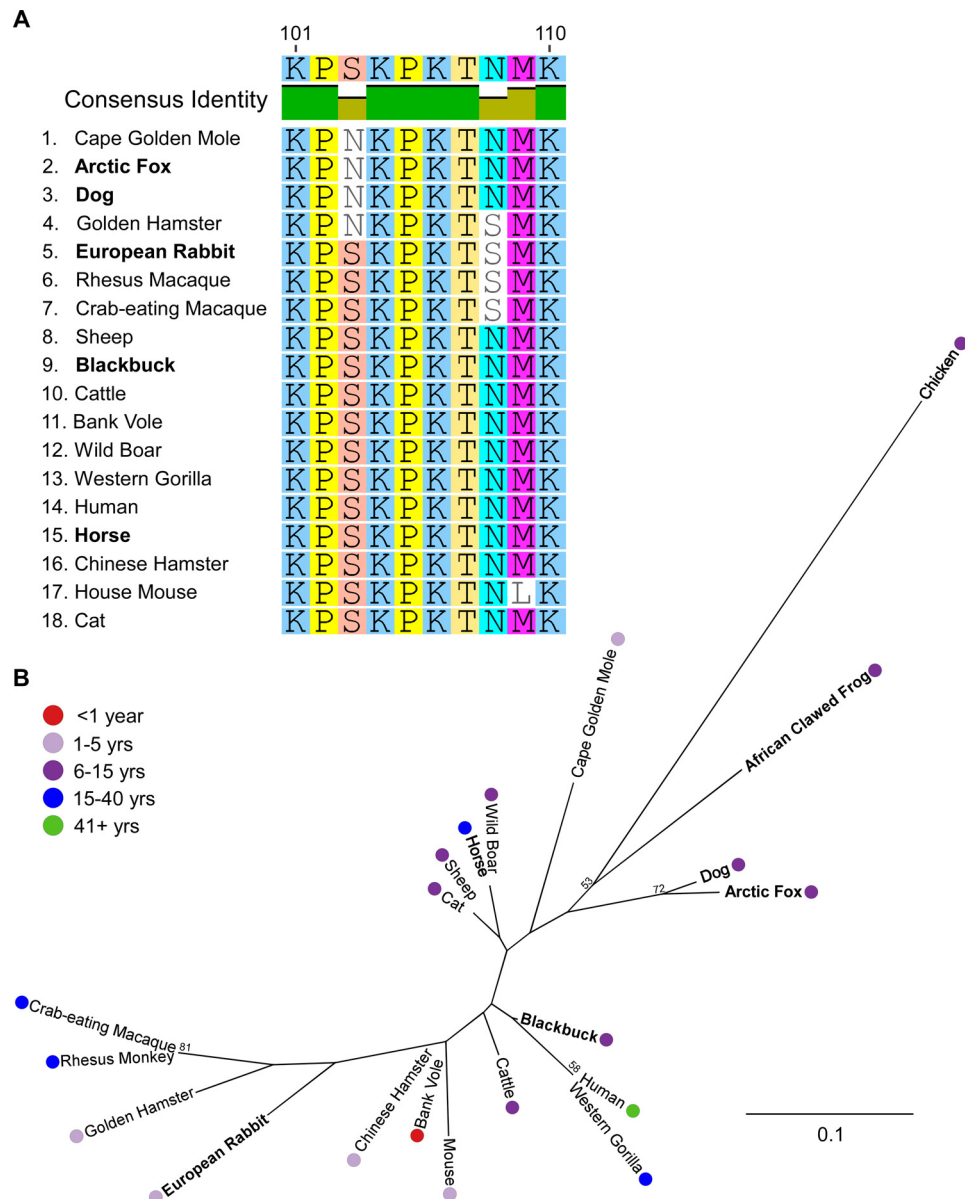 A
101 110
K P S K P K T N M K
Consensus Identity
1. Cape Golden Mole K P N K P K T N M K
2. Arctic Fox K P N K P K T N M K
3. Dog K P N K P K T N M K
4. Golden Hamster K P N K P K T S M K
5. European Rabbit K P S K P K T S M K
6. Rhesus Macaque K P S K P K T S M K
7. Crab-eating Macaque K P S K P K T S M K
8. Sheep K P S K P K T N M K
9. Blackbuck K P S K P K T N M K
10. Cattle K P S K P K T N M K
11. Bank Vole K P S K P K T N M K
12. Wild Boar K P S K P K T N M K
13. Western Gorilla K P S K P K T N M K
14. Human K P S K P K T N M K
15. Horse K P S K P K T N M K
16. Chinese Hamster K P S K P K T N M K
17. House Mouse K P S K P K T N L K
18. Cat K P S K P K T N M K
B
<1 year
1-5 yrs
6-15 yrs
15-40 yrs
41+ yrs
Chicken
African Clawed Frog
Cape Golden Mole
Wild Boar
Horse
Sheep
Cat
53
72
Dog
Arctic Fox
Crab-eating Macaque
81
Rhesus Monkey
Golden Hamster
European Rabbit
Chinese Hamster
Bank Vole
Mouse
Cattle
Blackbuck
58
Human
Western Gorilla
0.1